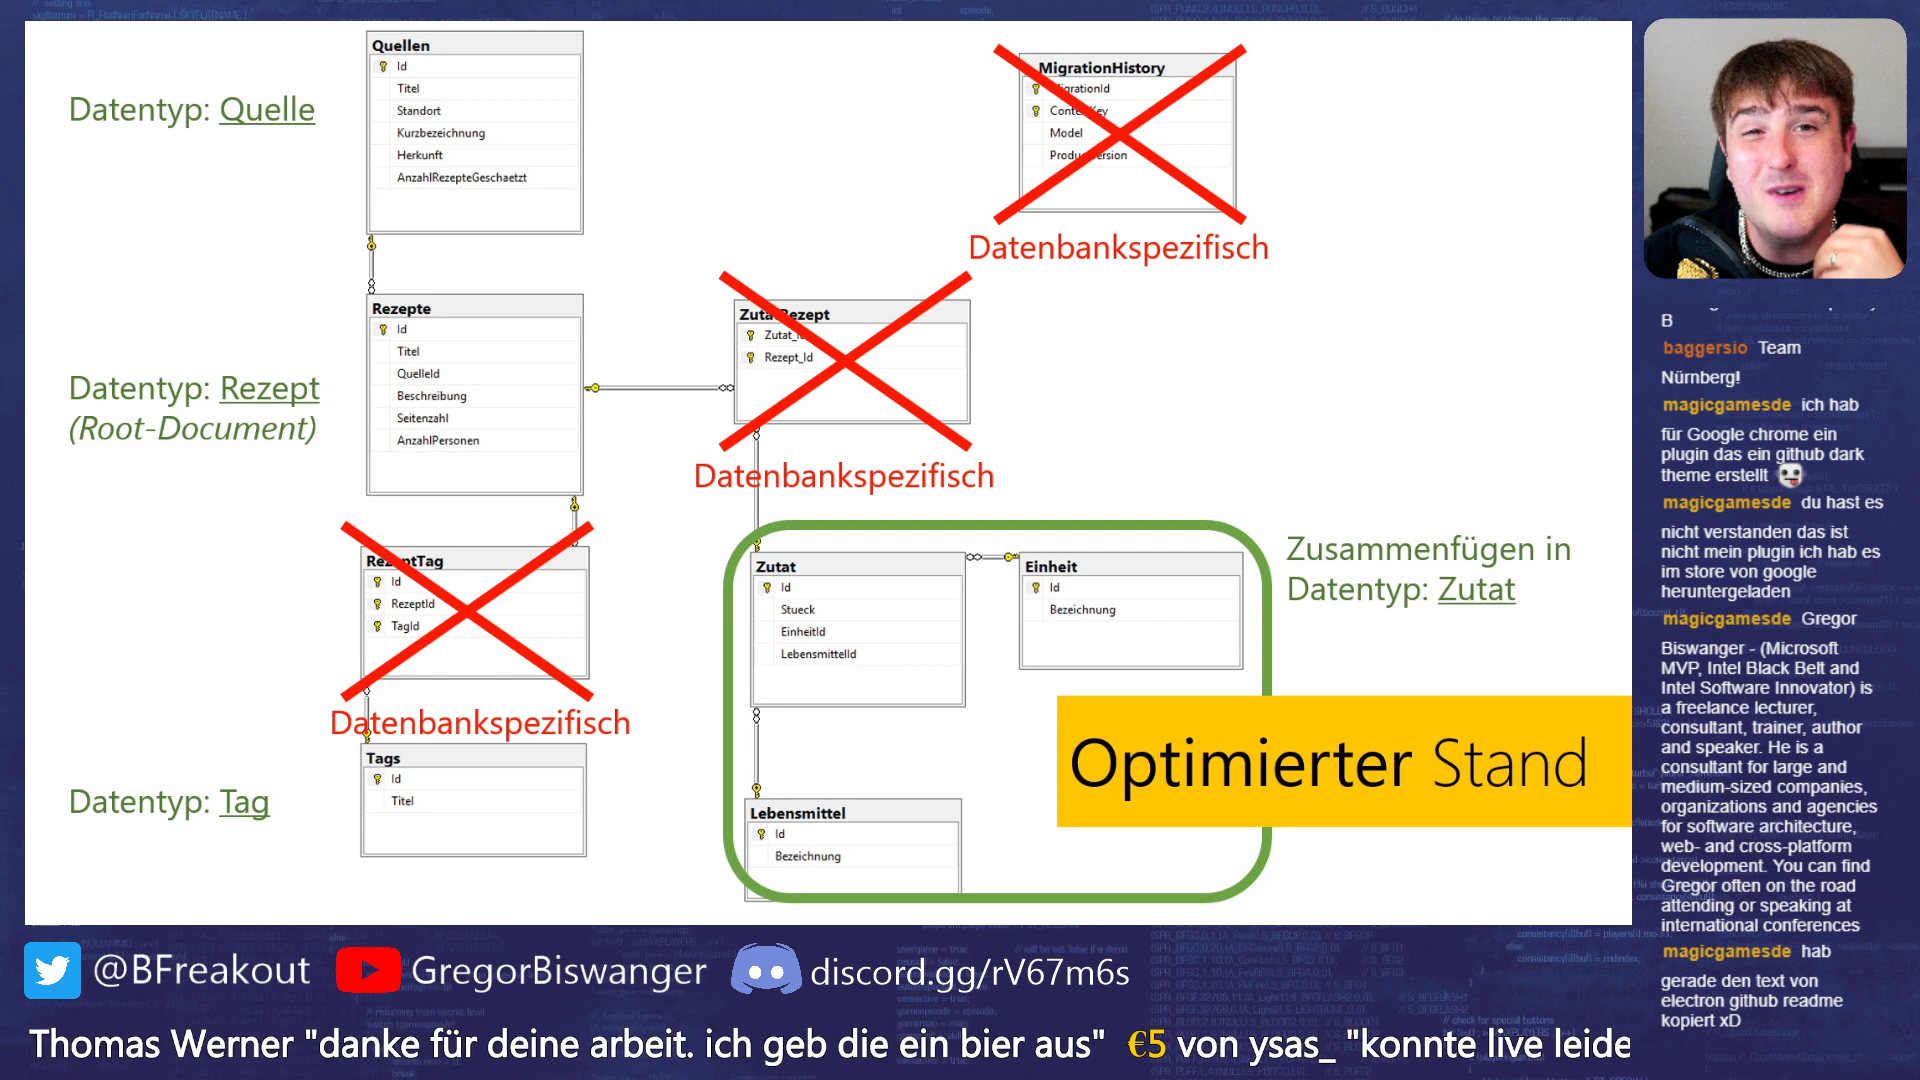 Quellen
Id
Titel
Standort
Kurzbezeichnung
Herkunft
AnzahlRezepteGeschaetzt
Datentyp: Quelle
MigrationHistory
MigrationId
Model
Datenbankspezifisch
Rezepte
Id
Titel
QuelleId
Beschreibung
Seitenzahl
AnzahlPersonen
Datentyp: Rezept
(Root-Document)
Rezept_Id
Datenbankspezifisch
RezeptTag
Id
RezeptId
TagId
Datenbankspezifisch
Zutat
Id
Stueck
EinheitId
LebensmittelId
Einheit
Id
Bezeichnung
Zusammenfügen in
Datentyp: Zutat
Tags
Id
Titel
Datentyp: Tag
Lebensmittel
Id
Bezeichnung
Optimierter Stand
B
baggersio Team
Nürnberg!
magicgamesde ich hab
für Google chrome ein
plugin das ein github dark
theme erstellt
magicgamesde du hast es
nicht verstanden das ist
nicht mein plugin ich hab es
im store von google
heruntergeladen
magicgamesde Gregor
Biswanger - (Microsoft
MVP, Intel Black Belt and
Intel Software Innovator) is
a freelance lecturer,
consultant, trainer, author
and speaker. He is a
consultant for large and
medium-sized companies,
organizations and agencies
for software architecture,
web- and cross-platform
development. You can find
Gregor often on the road
attending or speaking at
international conferences
magicgamesde hab
gerade den text von
electron github readme
kopiert xD
@BFreakout GregorBiswanger discord.gg/rV67m6s
Thomas Werner "danke für deine arbeit. ich geb die ein bier aus" €5 von ysas_ "konnte live leide